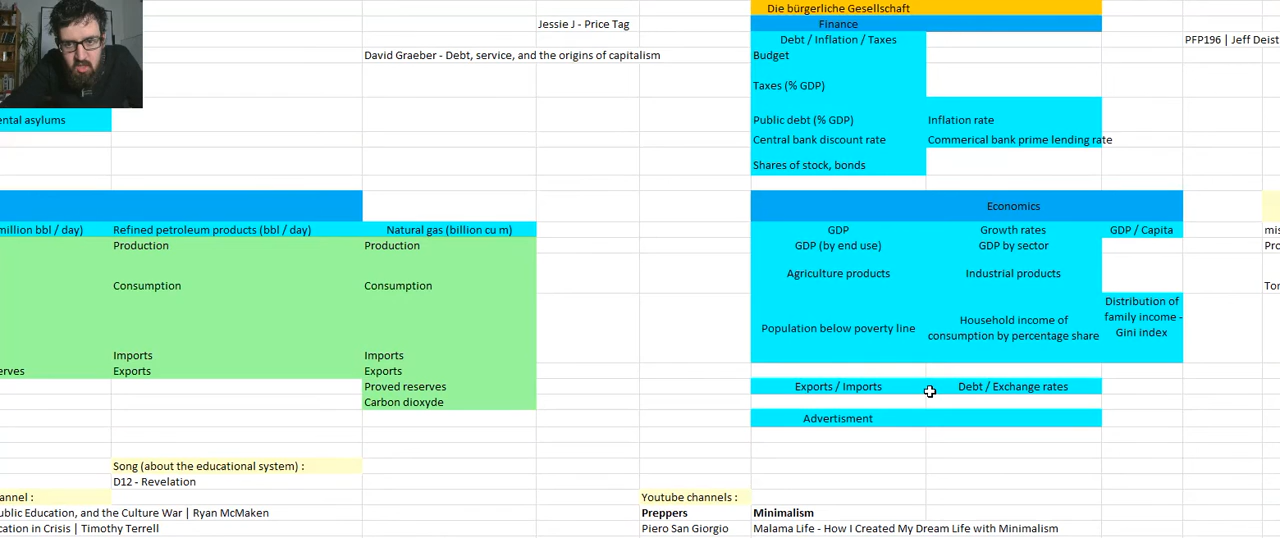 Die bürgerliche Gesellschaft
Jessie J - Price Tag
Finance
Debt / Inflation / Taxes
PFP196 | Jeff Deist
David Graeber - Debt, service, and the origins of capitalism
Budget
Taxes (% GDP)
ental asylums
Public debt (% GDP)
Inflation rate
Central bank discount rate
Commerical bank prime lending rate
Shares of stock, bonds
Economics
million bbl / day)
Refined petroleum products (bbl / day)
Natural gas (billion cu m)
GDP
Growth rates
GDP / Capita
mis
Production
Production
GDP (by end use)
GDP by sector
Pro
Agriculture products
Industrial products
Consumption
Consumption
Tor
Population below poverty line
Household income of
consumption by percentage share
Distribution of
family income -
Gini index
Imports
Imports
erves
Exports
Exports
Proved reserves
Exports / Imports
Debt / Exchange rates
Carbon dioxyde
Advertisment
Song (about the educational system) :
D12 - Revelation
annel :
Youtube channels :
ublic Education, and the Culture War | Ryan McMaken
Preppers
Minimalism
cation in Crisis | Timothy Terrell
Piero San Giorgio
Malama Life - How I Created My Dream Life with Minimalism